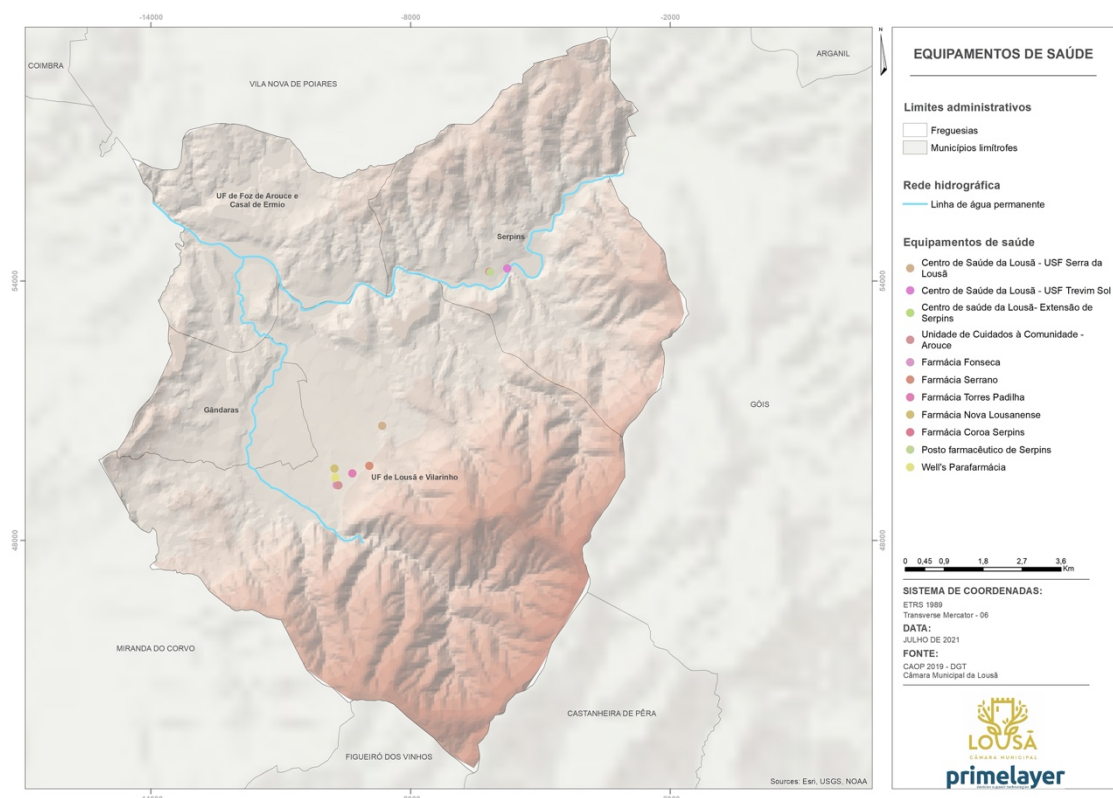 -14000
-8000
-2000
COIMBRA
VILA NOVA DE POIARES
ARGANIL
N
UF de Foz de Arouce e
Casal de Ermio
Serpins
54000
54000
Gândaras
GÓIS
UF de Lousã e Vilarinho
48000
48000
MIRANDA DO CORVO
CASTANHEIRA DE PÊRA
FIGUEIRÓ DOS VINHOS
Sources: Esri, USGS, NOAA
-14000
-8000
-2000
EQUIPAMENTOS DE SAÚDE
Limites administrativos
Freguesias
Municípios limítrofes
Rede hidrográfica
Linha de água permanente
Equipamentos de saúde
Centro de Saúde da Lousã - USF Serra da
Lousã
Centro de Saúde da Lousã - USF Trevim Sol
Centro de saúde da Lousã- Extensão de
Serpins
Unidade de Cuidados à Comunidade -
Arouce
Farmácia Fonseca
Farmácia Serrano
Farmácia Torres Padilha
Farmácia Nova Lousanense
Farmácia Coroa Serpins
Posto farmacêutico de Serpins
Well's Parafarmácia
0 0,45 0,9 1,8 2,7 3,6
Km
SISTEMA DE COORDENADAS:
ETRS 1989
Transverse Mercator - 06
DATA:
JULHO DE 2021
FONTE:
CAOP 2019 - DGT
Câmara Municipal da Lousã
LOUSÃ
CÂMARA MUNICIPAL
primelayer